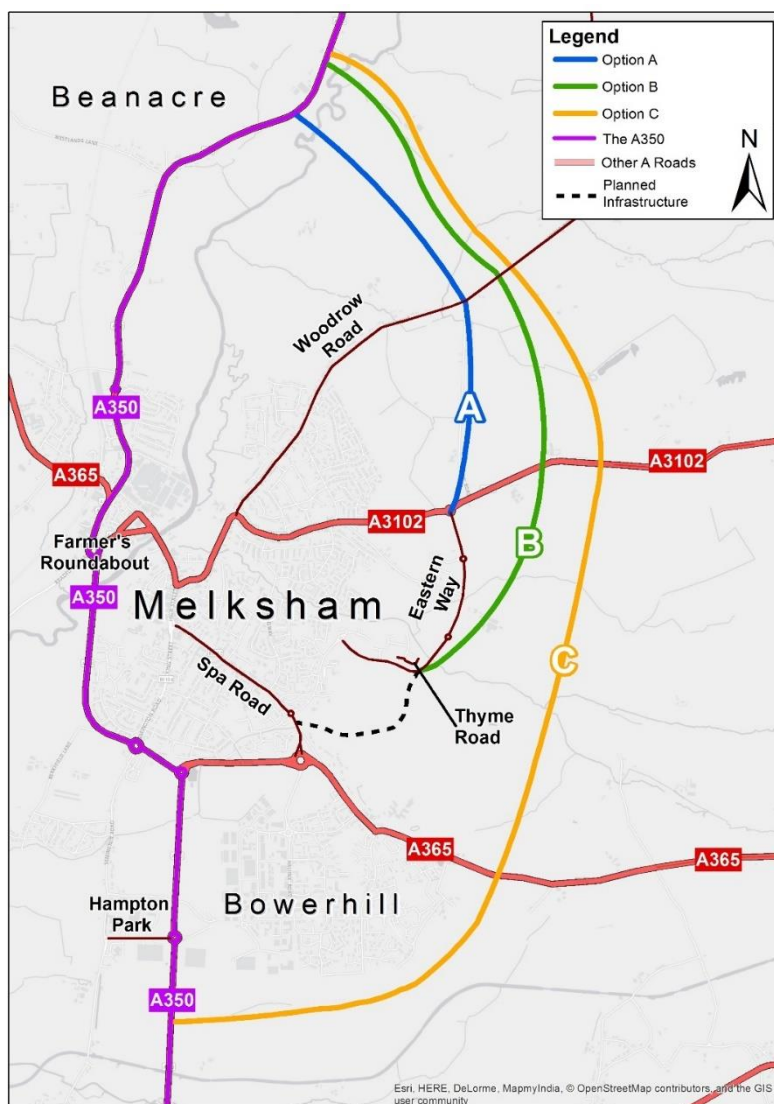 Legend
Option A
Option B
Option C
The A350
Other A Roads
Planned
Infrastructure
N
Beanacre
Woodrow
Road
A
A350
A365
A3102
A3102
Farmer's
Roundabout
A350
B
Eastern
Way
Melksham
C
Spa Road
Thyme
Road
A365
A365
Hampton
Park
Bowerhill
A350
Esri, HERE, DeLorme, MapmyIndia, © OpenStreetMap contributors, and the GIS
user community